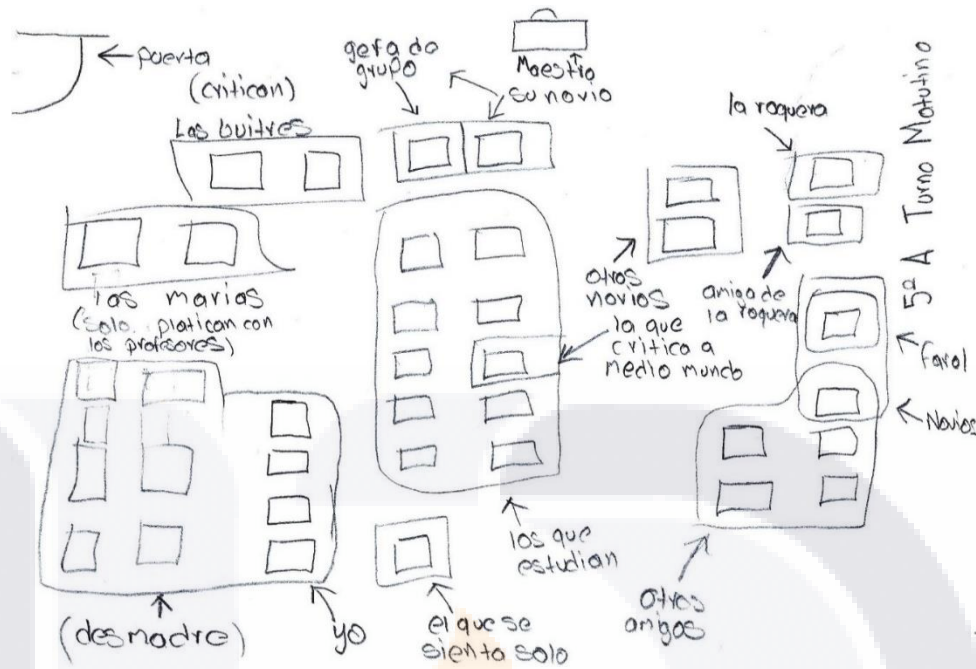 puerta
(critican)
Los buitres
gefa de
grupo
Maestro
su novio
la roquera
5º A Turno Matutino
las marias
(solo platican con
los profesores)
otros
novios
amiga de
la roquera
la que
critica a
medio mundo
Farol
Novios
los que
estudian
(desmadre)
yo
el que se
sienta solo
otros
amigos